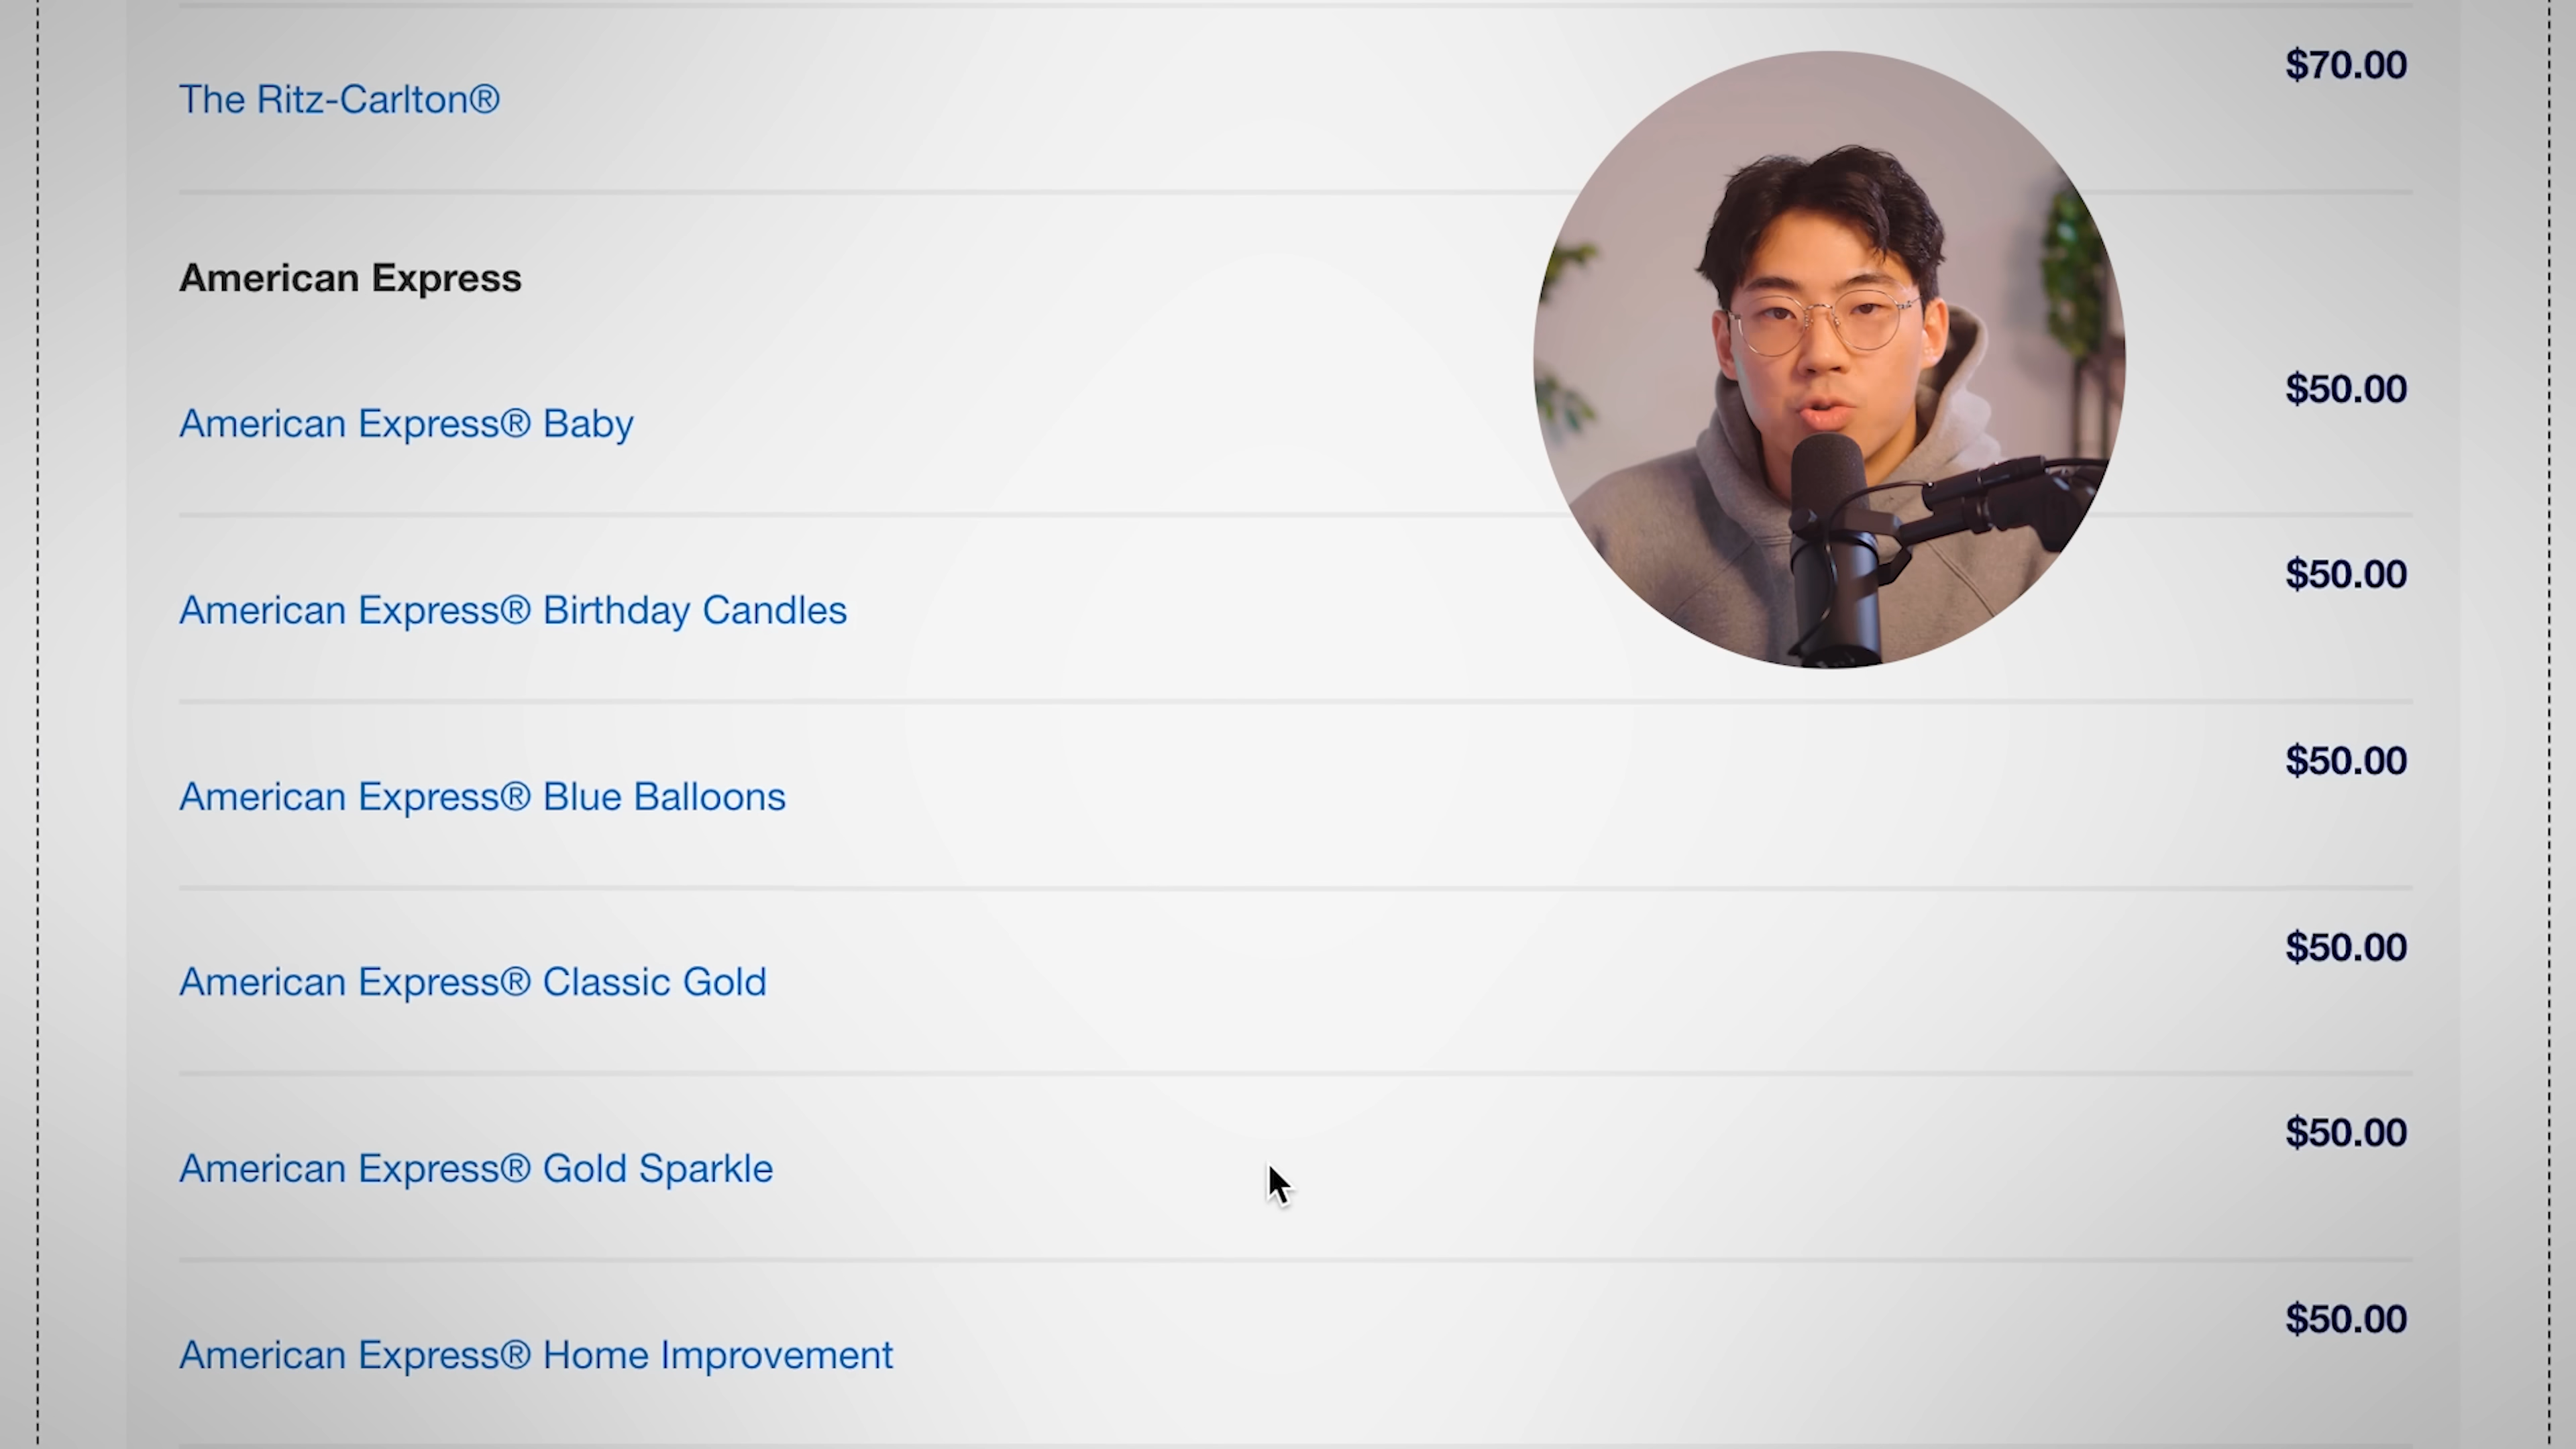 $70.00
The Ritz-Carlton®
American Express
$50.00
American Express® Baby
$50.00
American Express® Birthday Candles
$50.00
American Express® Blue Balloons
$50.00
American Express® Classic Gold
$50.00
American Express® Gold Sparkle
$50.00
American Express® Home Improvement